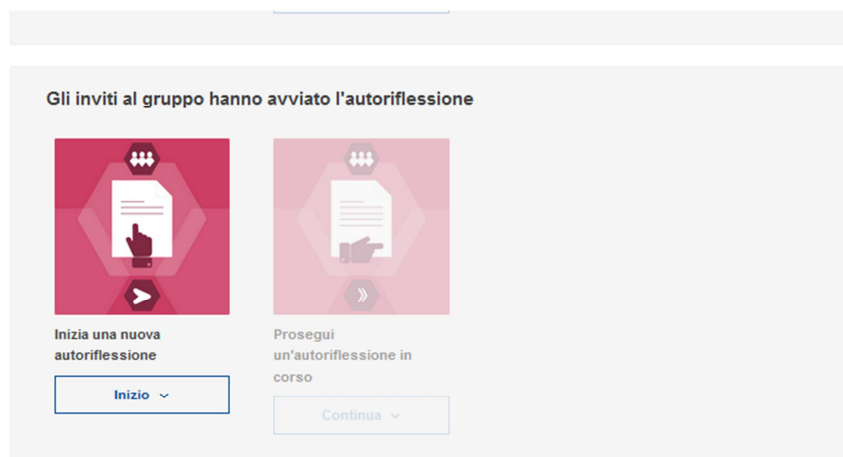 Gli inviti al gruppo hanno avviato l'autoriflessione
Inizia una nuova
autoriflessione
Inizio
Prosegui
un'autoriflessione in
corso
Continua